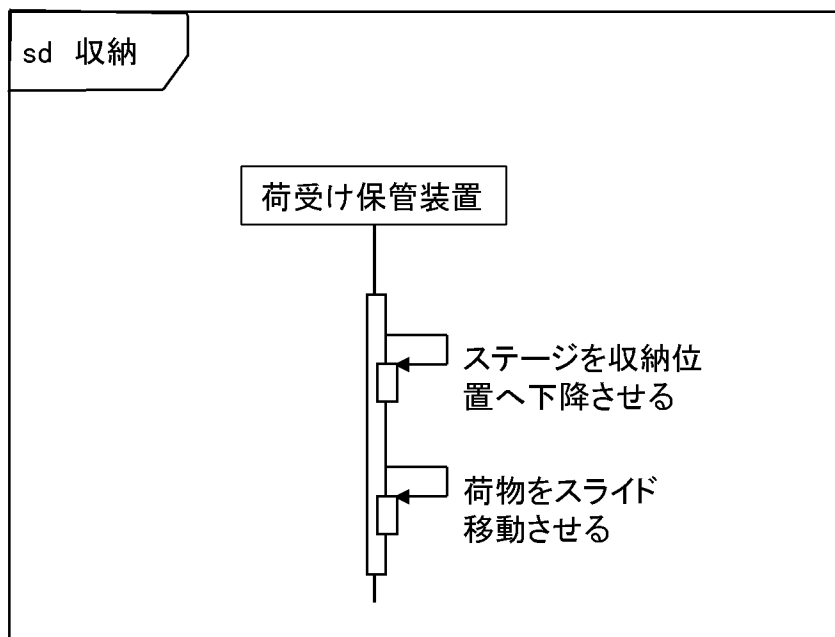 sd 収納
荷受け保管装置
ステージを収納位
置へ下降させる
荷物をスライド
移動させる